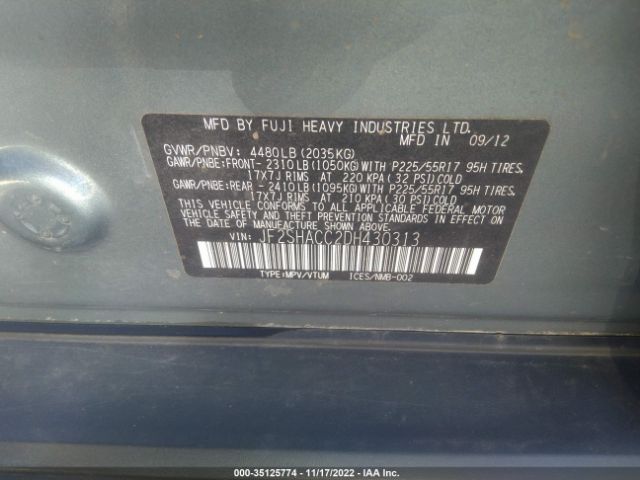 MFD BY FUJI HEAVY INDUSTRIES LTD.
MFD IN 09/12
GVWR/PNBV: 4480LB (2035KG)
GAWR/PNBE:FRONT-2310LB(1050KG)WITH P225/55R17 95H TIRES,
17X7J RIMS AT 220 KPA(32 PSI)COLD
GAWR/PNBE:REAR -2410LB(1095KG)WITH P225/55R17 95H TIRES,
17X7J RIMS AT 210 KPA(30 PSI)COLD
THIS VEHICLE CONFORMS TO ALL APPLICABLE FEDERAL MOTOR
VEHICLE SAFETY AND THEFT PREVENTION STANDARDS IN EFFECT ON
THE DATE OF MANUFACTURE SHOWN ABOVE.
VIN: JF2SHACC2DH430313
TYPE:MPV/VTUM ICES/NMB-002
000-35125774 - 11/17/2022 - IAA Inc.